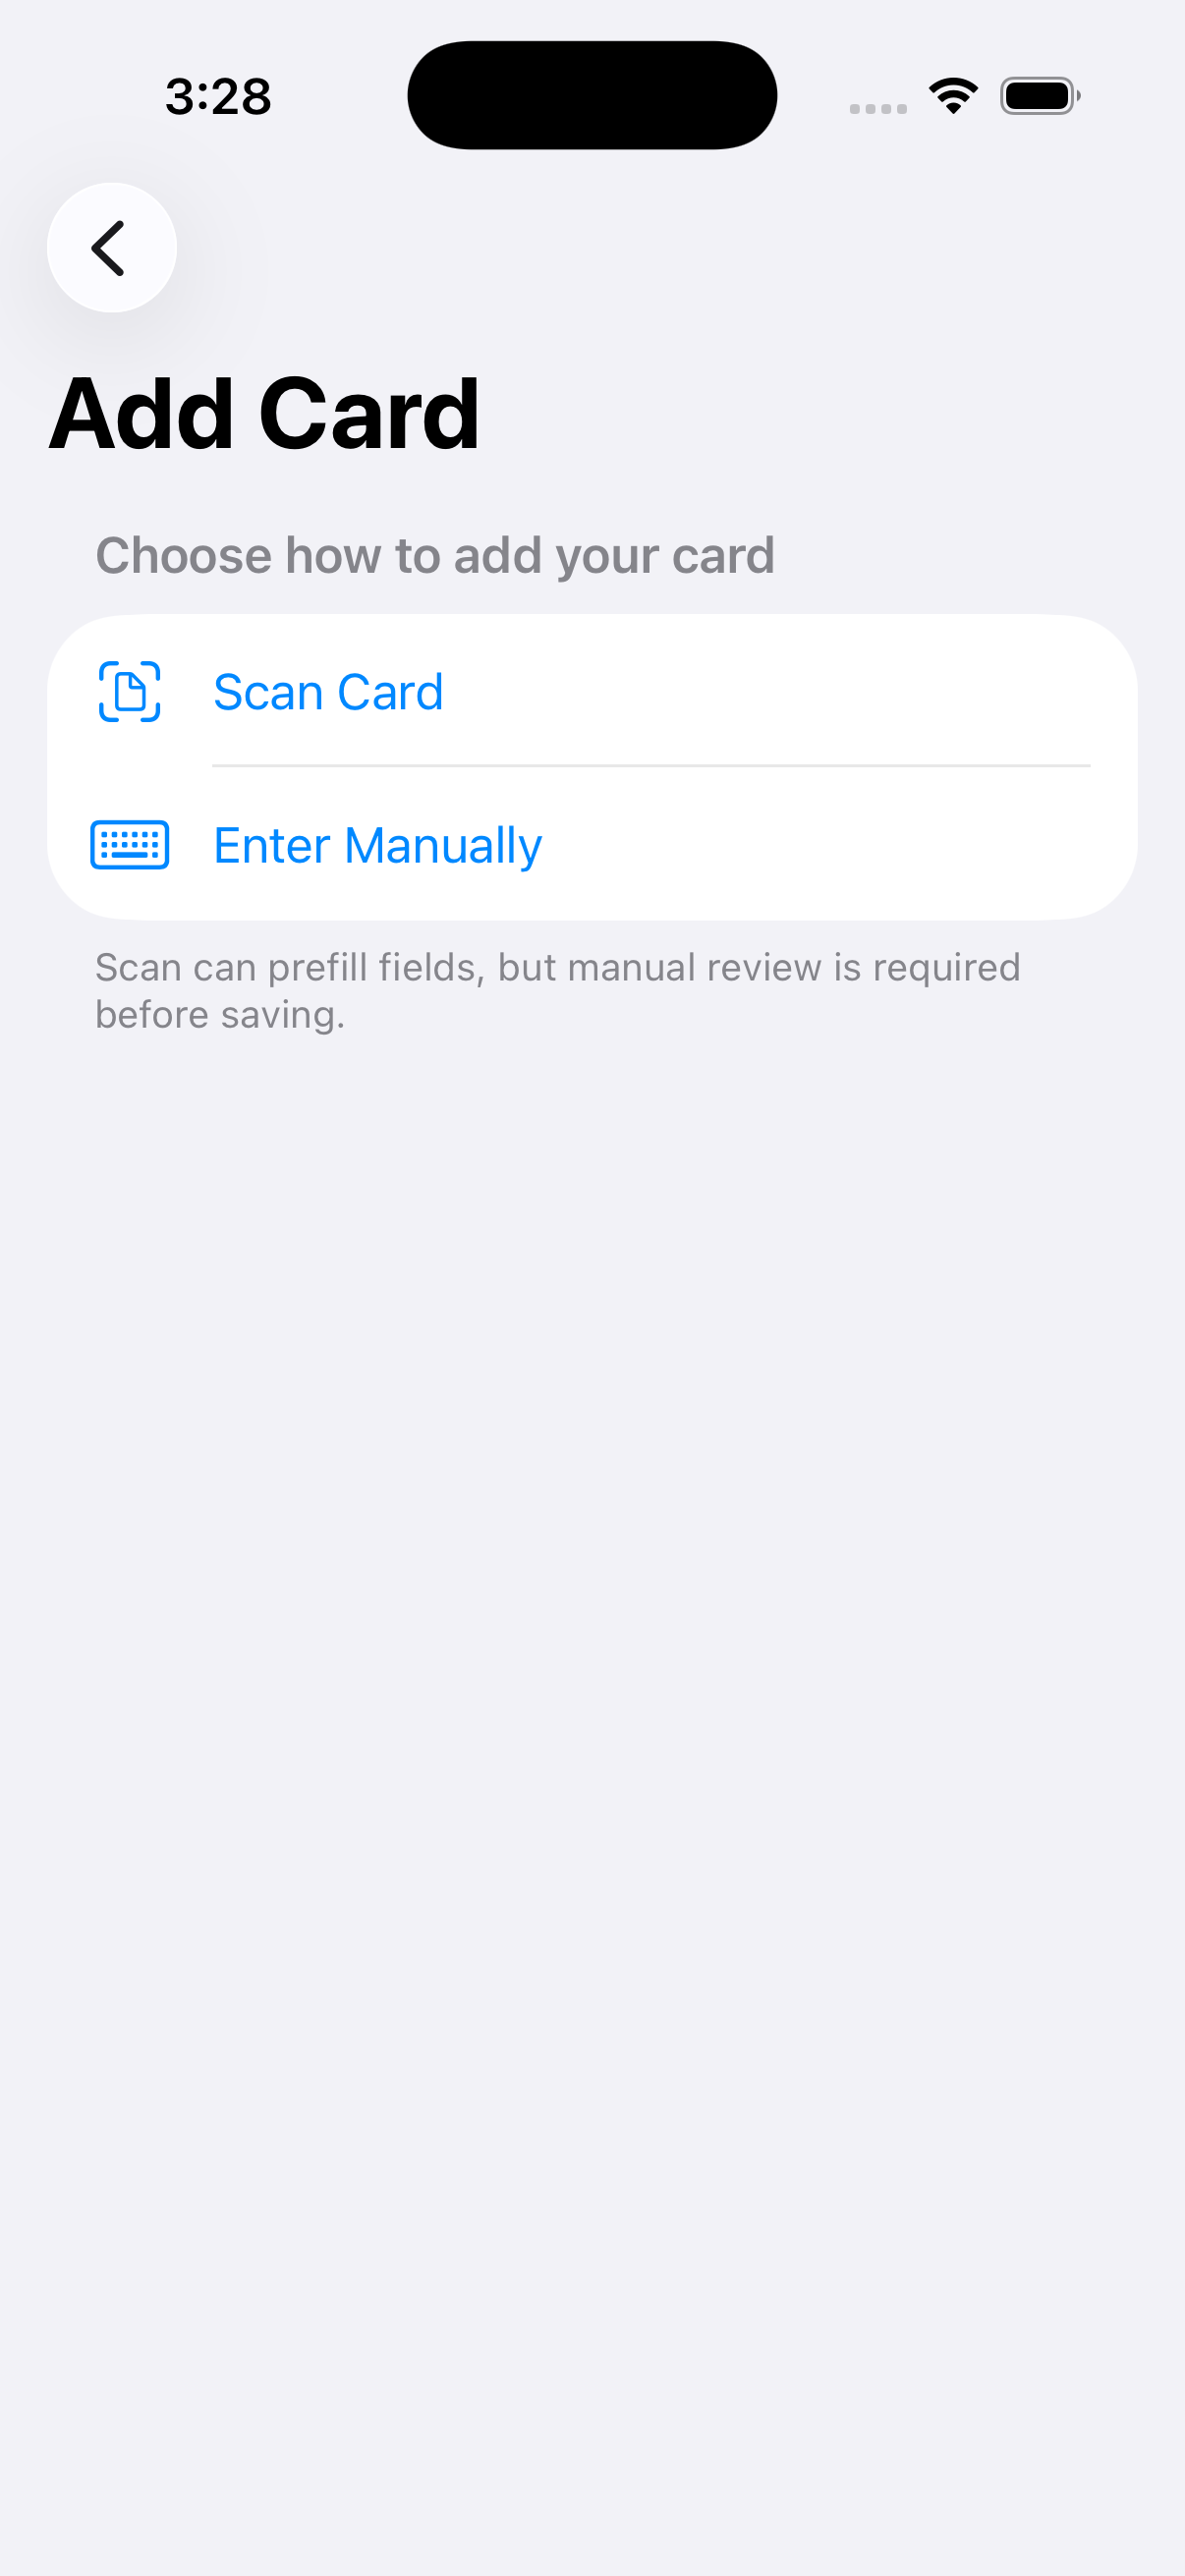 3:28
Add Card
Choose how to add your card
Scan Card
Enter Manually
Scan can prefill fields, but manual review is required
before saving.